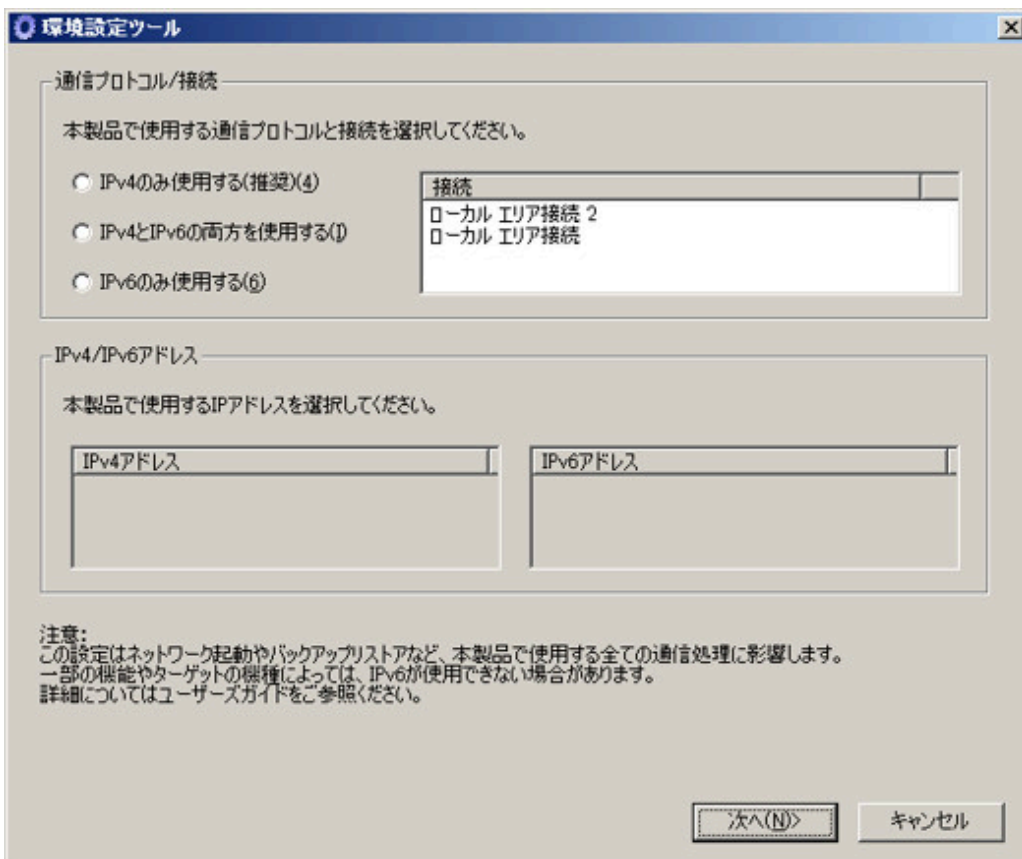 環境設定ツール
通信プロトコル/接続
本製品で使用する通信プロトコルと接続を選択してください。
IPv4のみ使用する(推奨)(4)
IPv4とIPv6の両方を使用する(I)
IPv6のみ使用する(6)
接続
ローカル エリア接続 2
ローカル エリア接続
IPv4/IPv6アドレス
本製品で使用するIPアドレスを選択してください。
IPv4アドレス
IPv6アドレス
注意:
この設定はネットワーク起動やバックアップリストアなど、本製品で使用する全ての通信処理に影響します。
一部の機能やターゲットの機種によっては、IPv6が使用できない場合があります。
詳細についてはユーザーズガイドをご参照ください。
次へ(N)>
キャンセル